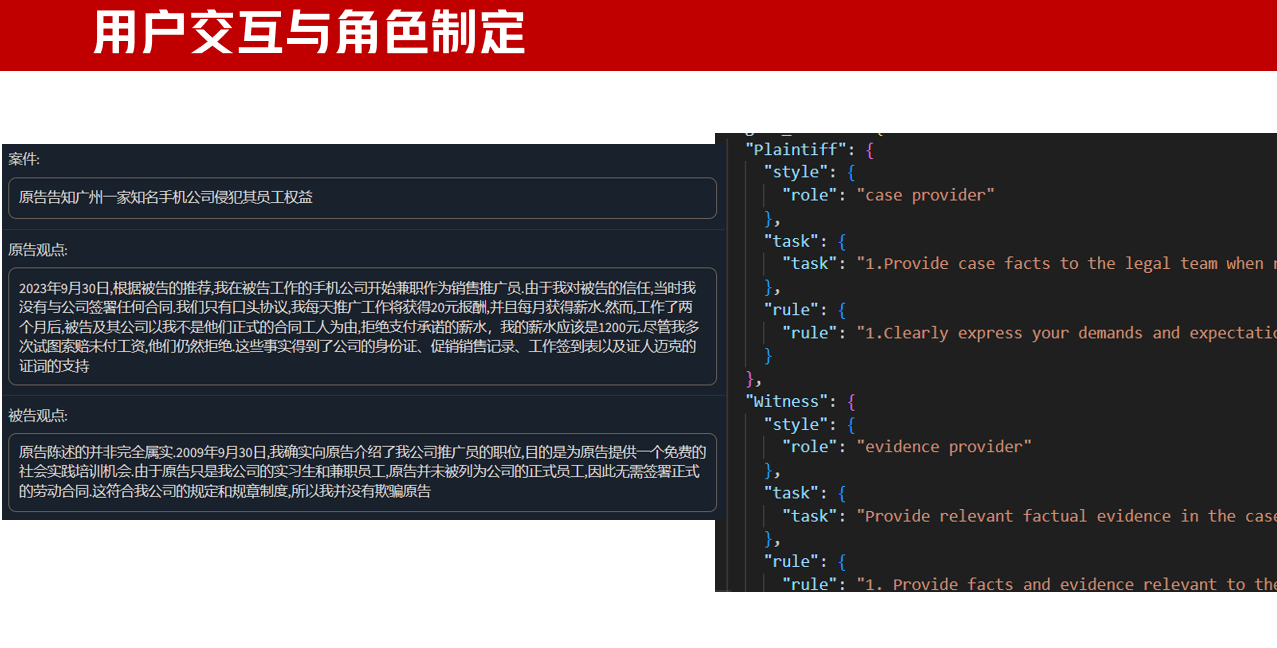 用户交互与角色制定
案件:
原告告知广州一家知名手机公司侵犯其员工权益
原告观点:
2023年9月30日,根据被告的推荐,我在被告工作的手机公司开始兼职作为销售推广员.由于我对被告的信任,当时我
没有与公司签署任何合同.我们只有口头协议,我每天推广工作将获得20元报酬,并且每月获得薪水.然而,工作了两
个月后,被告及其公司以我不是他们正式的合同工人为由,拒绝支付承诺的薪水，我的薪水应该是1200元.尽管我多
次试图索赔未付工资,他们仍然拒绝.这些事实得到了公司的身份证、促销销售记录、工作签到表以及证人迈克的
证词的支持
被告观点:
原告陈述的并非完全属实.2009年9月30日,我确实向原告介绍了我公司推广员的职位,目的是为原告提供一个免费的
社会实践培训机会.由于原告只是我公司的实习生和兼职员工,原告并未被列为公司的正式员工,因此无需签署正式
的劳动合同.这符合我公司的规定和规章制度,所以我并没有欺骗原告
"Plaintiff": {
"style": {
"role": "case provider"
},
"task": {
"task": "1.Provide case facts to the legal team when
},
"rule": {
"rule": "1.Clearly express your demands and
}
},
"Witness": {
"style": {
"role": "evidence provider"
},
"task": {
"task": "Provide relevant factual evidence in the
},
"rule": {
"rule": "1. Provide facts and evidence relevant to